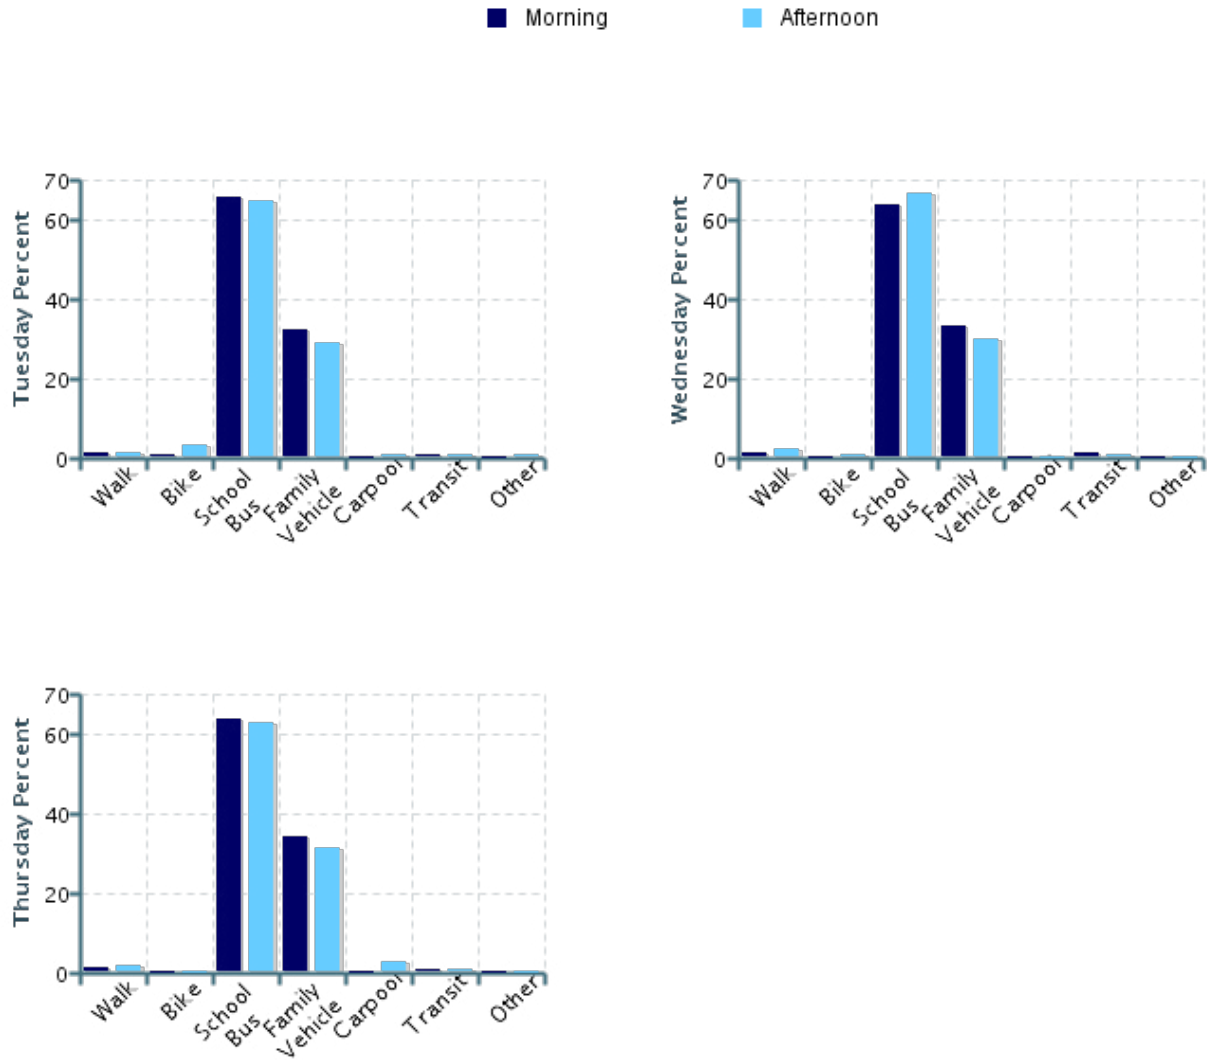 Morning Afternoon
Tuesday Percent
70
60
40
20
0
Walk
Bike
School
Bus
Family
Vehicle
Carpool
Transit
Other
Wednesday Percent
70
60
40
20
0
Walk
Bike
School
Bus
Family
Vehicle
Carpool
Transit
Other
Thursday Percent
70
60
40
20
0
Walk
Bike
School
Bus
Family
Vehicle
Carpool
Transit
Other